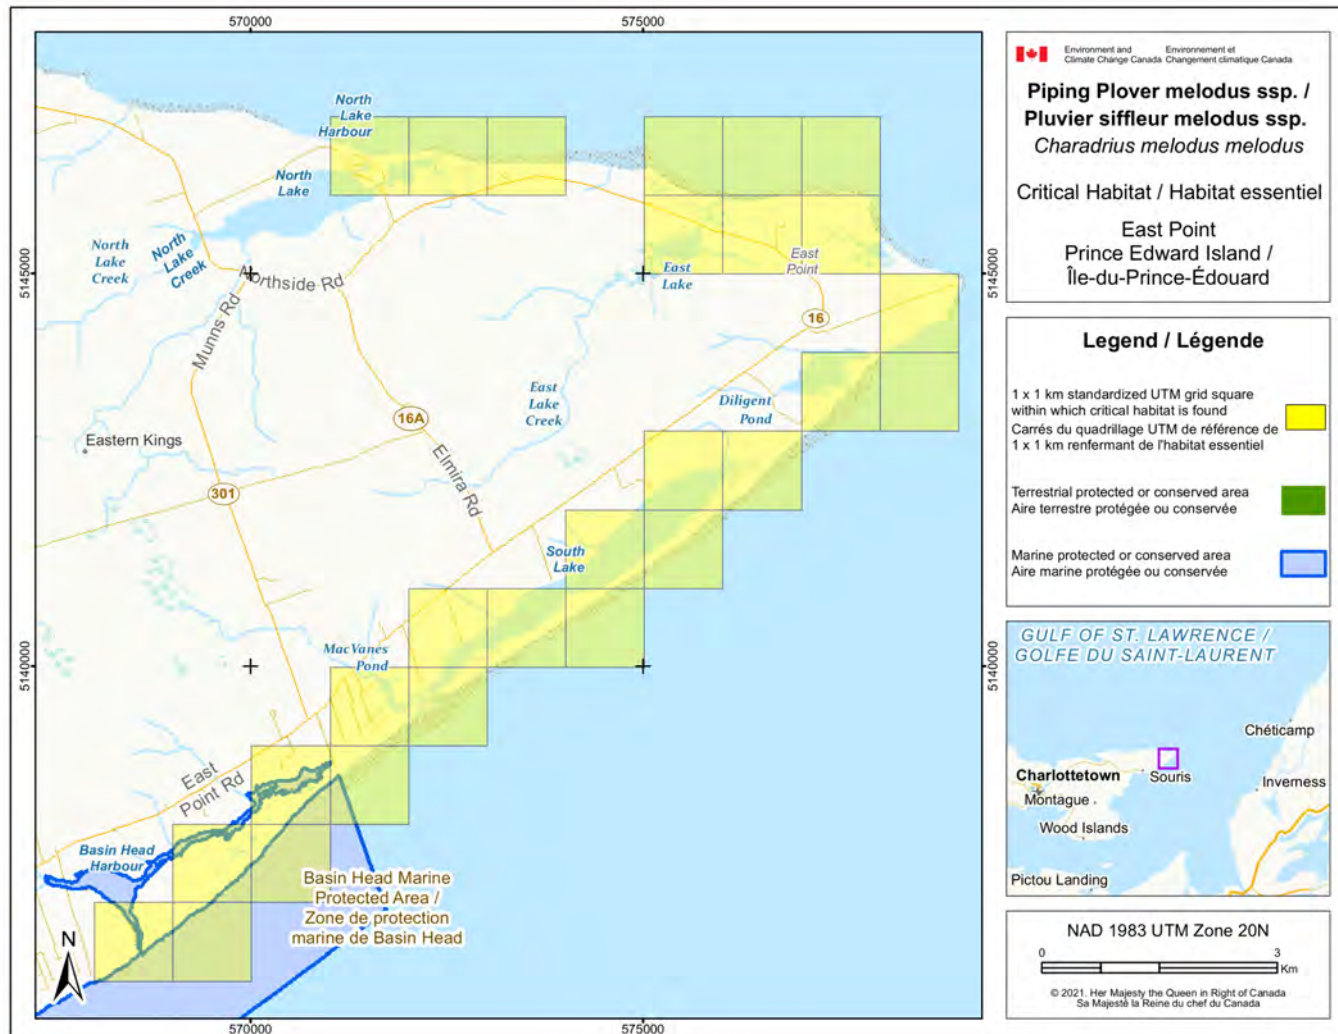 570000
575000
North
Lake
Harbour
North
Lake
North
Lake
Creek
North
Lake
Creek
Northside Rd
Munns Rd
East
Lake
East
Point
16
5145000
5145000
East
Lake
Creek
Diligent
Pond
16A
Elmira Rd
Eastern Kings
301
South
Lake
MacVanes
Pond
5140000
5140000
East
Point Rd
Basin Head
Harbour
Basin Head Marine
Protected Area /
Zone de protection
marine de Basin Head
N
570000
575000
Environment and
Climate Change Canada
Environnement et
Changement climatique Canada
Piping Plover melodus ssp. /
Pluvier siffleur melodus ssp.
Charadrius melodus melodus
Critical Habitat / Habitat essentiel
East Point
Prince Edward Island /
Île-du-Prince-Édouard
Legend / Légende
1 x 1 km standardized UTM grid square
within which critical habitat is found
Carrés du quadrillage UTM de référence de
1 x 1 km renfermant de l'habitat essentiel
Terrestrial protected or conserved area
Aire terrestre protégée ou conservée
Marine protected or conserved area
Aire marine protégée ou conservée
GULF OF ST. LAWRENCE /
GOLFE DU SAINT-LAURENT
Chéticamp
Charlottetown
Souris
Inverness
Montague
Wood Islands
Pictou Landing
NAD 1983 UTM Zone 20N
0 3
Km
© 2021. Her Majesty the Queen in Right of Canada
Sa Majesté la Reine du chef du Canada